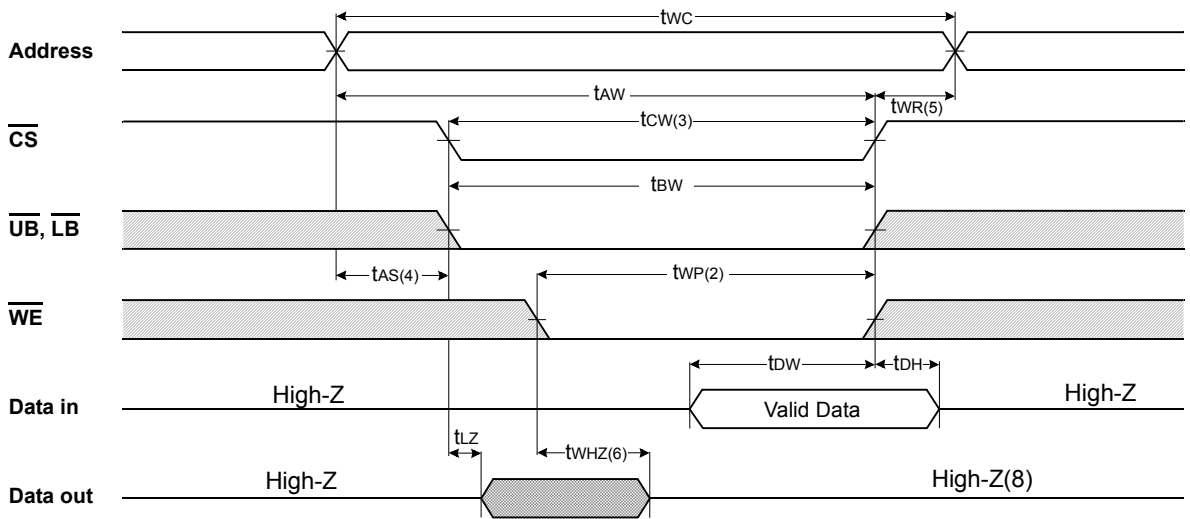 tWC
Address
tAW
tWR(5)
tCW(3)
CS
tBW
UB, LB
tAS(4)
tWP(2)
WE
tDW
tDH
High-Z
High-Z
Data in
Valid Data
tLZ
tWHZ(6)
High-Z
High-Z(8)
Data out